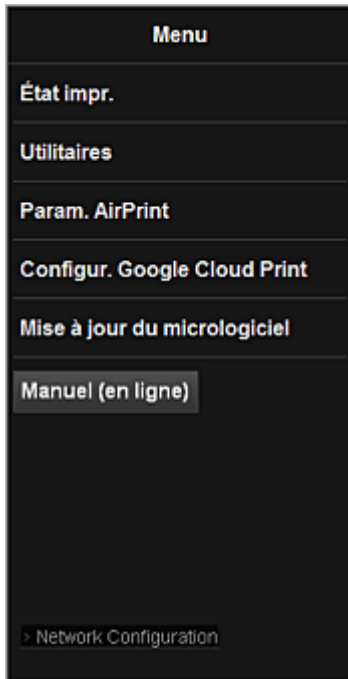 Menu
État impr.
Utilitaires
Param. AirPrint
Configur. Google Cloud Print
Mise à jour du micrologiciel
Manuel (en ligne)
› Network Configuration